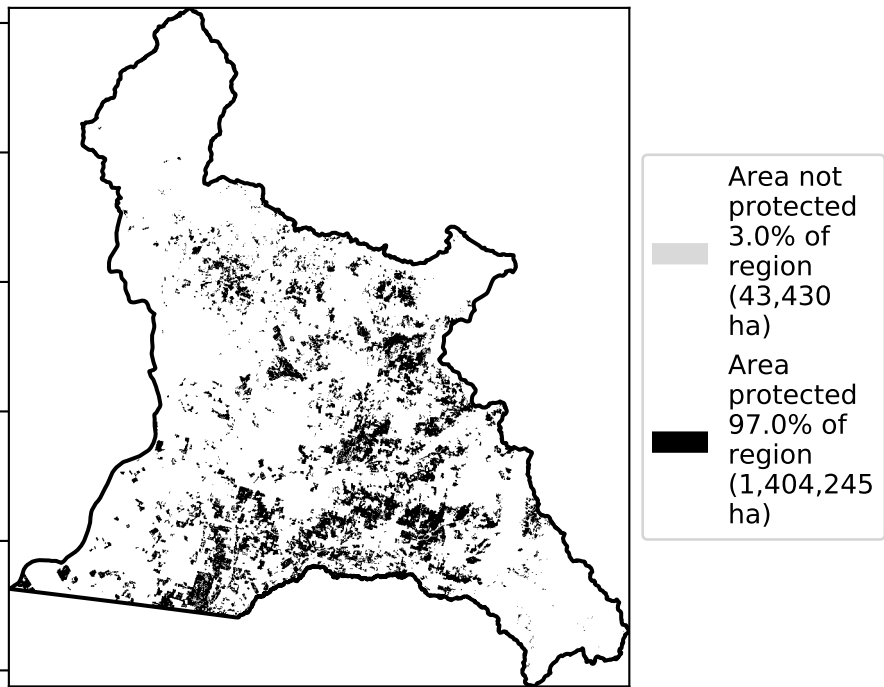 Area not
protected
3.0% of
region
(43,430
ha)
Area
protected
97.0% of
region
(1,404,245
ha)